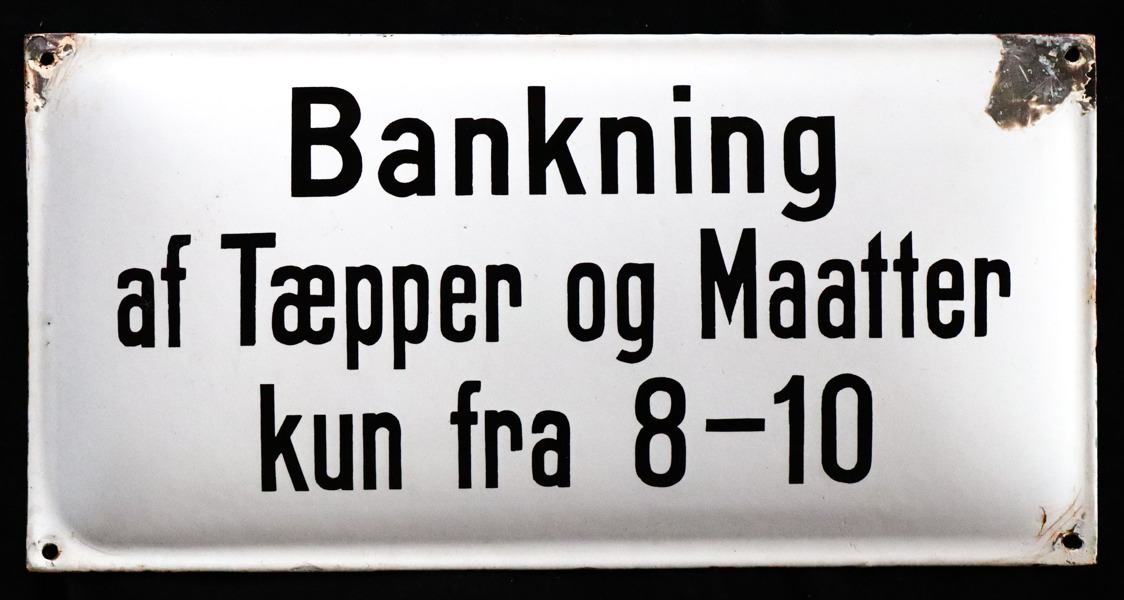 Bankning
af Tæpper og Maatter
kun fra 8–10